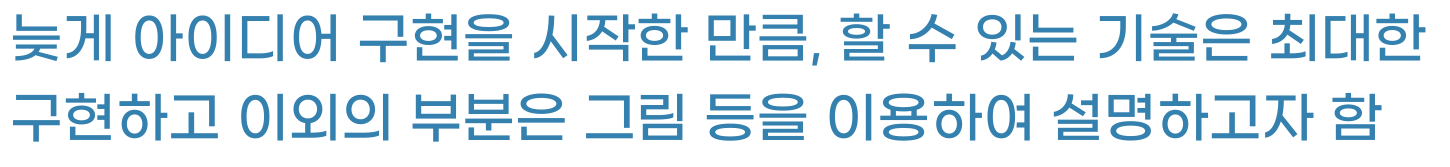 늦게 아이디어 구현을 시작한 만큼, 할 수 있는 기술은 최대한
구현하고 이외의 부분은 그림 등을 이용하여 설명하고자 함